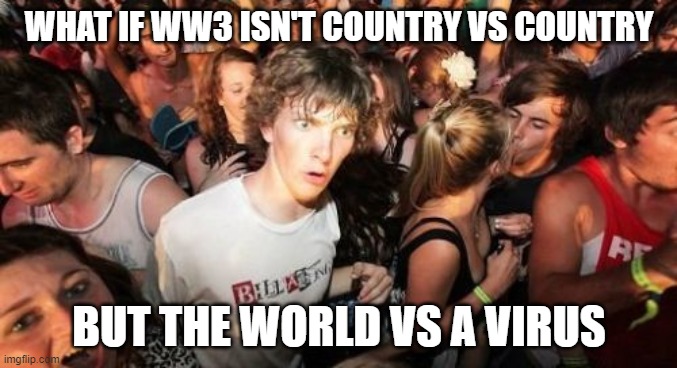 WHAT IF WW3 ISN'T COUNTRY VS COUNTRY
BUT THE WORLD VS A VIRUS
imgflip.com